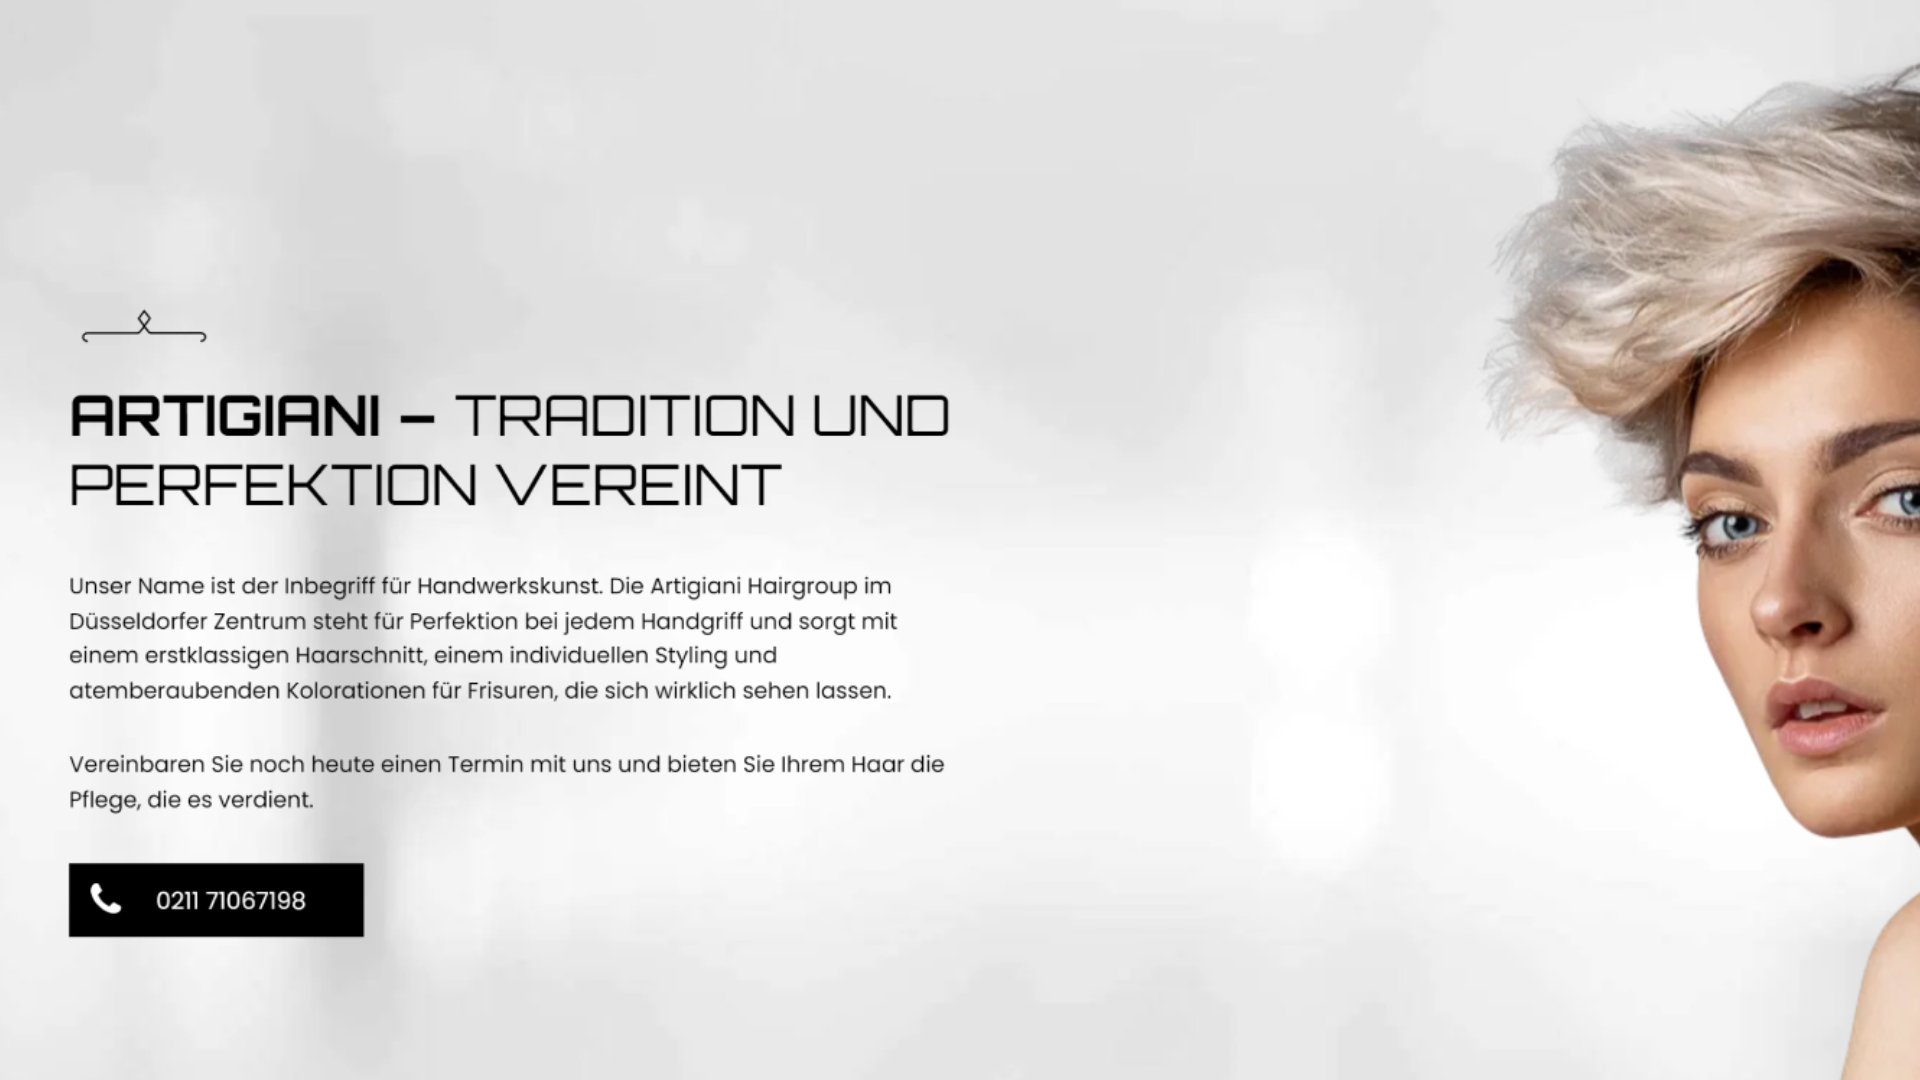 ARTIGIANI – TRADITION UND
PERFEKTION VEREINT
Unser Name ist der Inbegriff für Handwerkskunst. Die Artigiani Hairgroup im
Düsseldorfer Zentrum steht für Perfektion bei jedem Handgriff und sorgt mit
einem erstklassigen Haarschnitt, einem individuellen Styling und
atemberaubenden Kolorationen für Frisuren, die sich wirklich sehen lassen.
Vereinbaren Sie noch heute einen Termin mit uns und bieten Sie Ihrem Haar die
Pflege, die es verdient.
0211 71067198